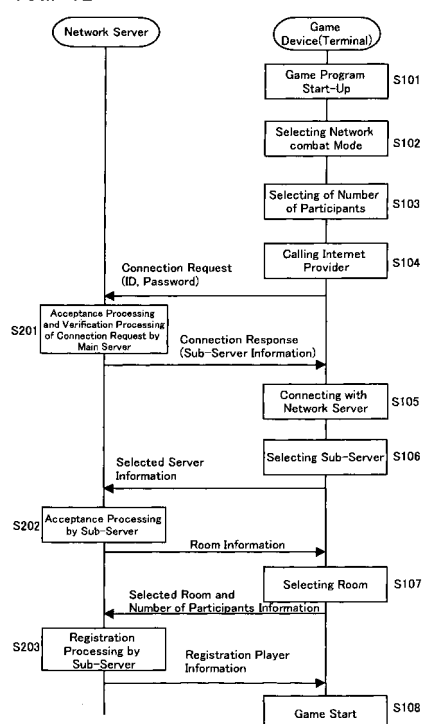 Network Server
Game
Device(Terminal)
Game Program
Start-Up
S101
Selecting Network
combat Mode
S102
Selecting of Number
of Participants
S103
Calling Internet
Provider
S104
Connection Request
(ID, Password)
S201
Acceptance Processing
and Verification Processing
of Connection Request by
Main Server
Connection Response
(Sub-Server Information)
Connecting with
Network Server
S105
Selecting Sub-Server
S106
Selected Server
Information
S202
Acceptance Processing
by Sub-Server
Room Information
Selecting Room
S107
Selected Room and
Number of Participants Information
S203
Registration
Processing by
Sub-Server
Registration Player
Information
Game Start
S108